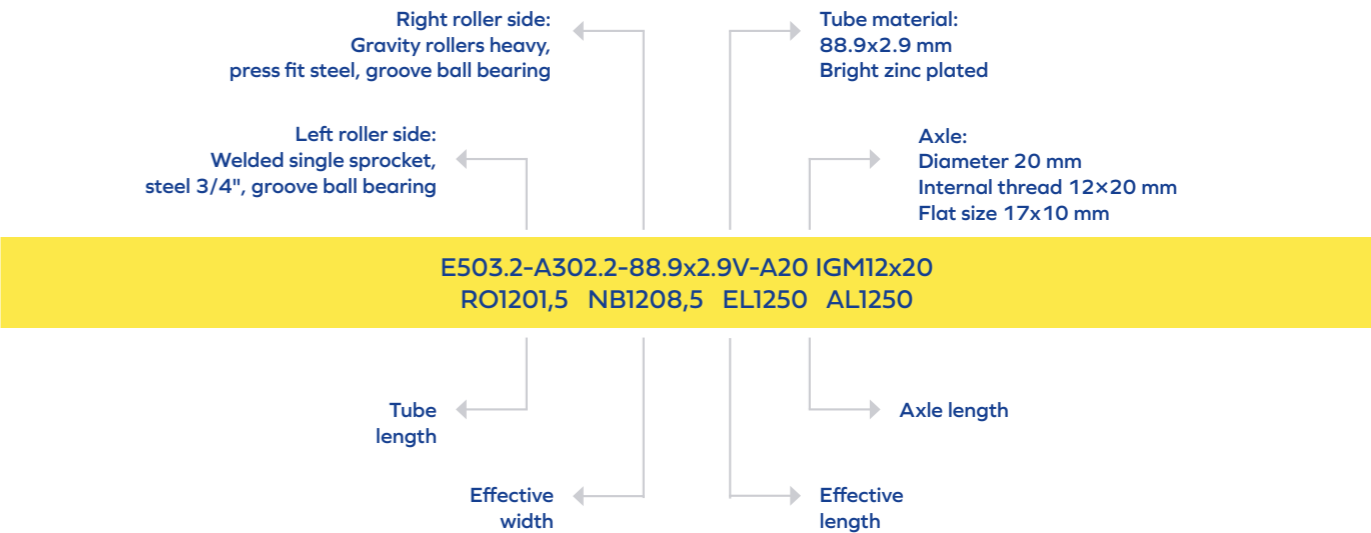 Right roller side:
Gravity rollers heavy,
press fit steel, groove ball bearing
Tube material:
88.9x2.9 mm
Bright zinc plated
Left roller side:
Welded single sprocket,
steel 3/4", groove ball bearing
Axle:
Diameter 20 mm
Internal thread 12×20 mm
Flat size 17x10 mm
E503.2-A302.2-88.9x2.9V-A20 IGM12x20
RO1201,5 NB1208,5 EL1250 AL1250
Tube
length
Axle length
Effective
width
Effective
length